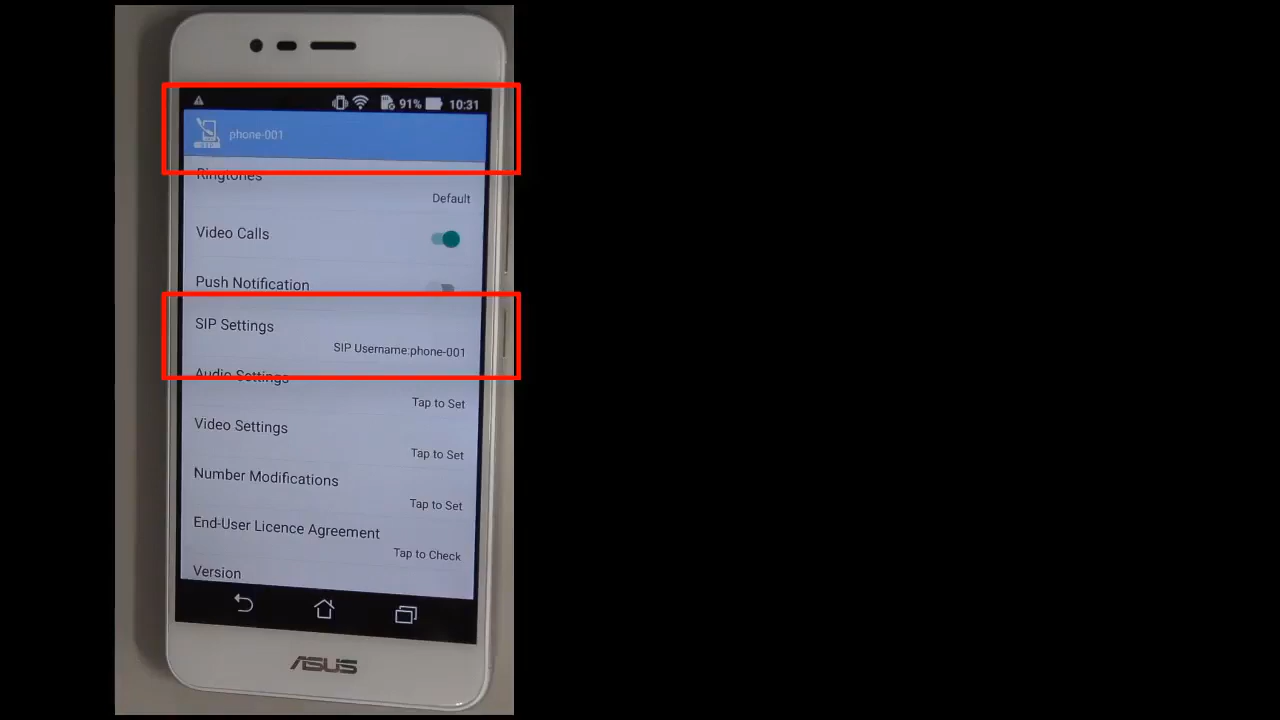 91% 10:31
phone-001
Ringtones
Default
Video Calls
Push Notification
SIP Settings
SIP Username:phone-001
Audio Settings
Tap to Set
Video Settings
Tap to Set
Number Modifications
Tap to Set
End-User Licence Agreement
Tap to Check
Version
ASUS